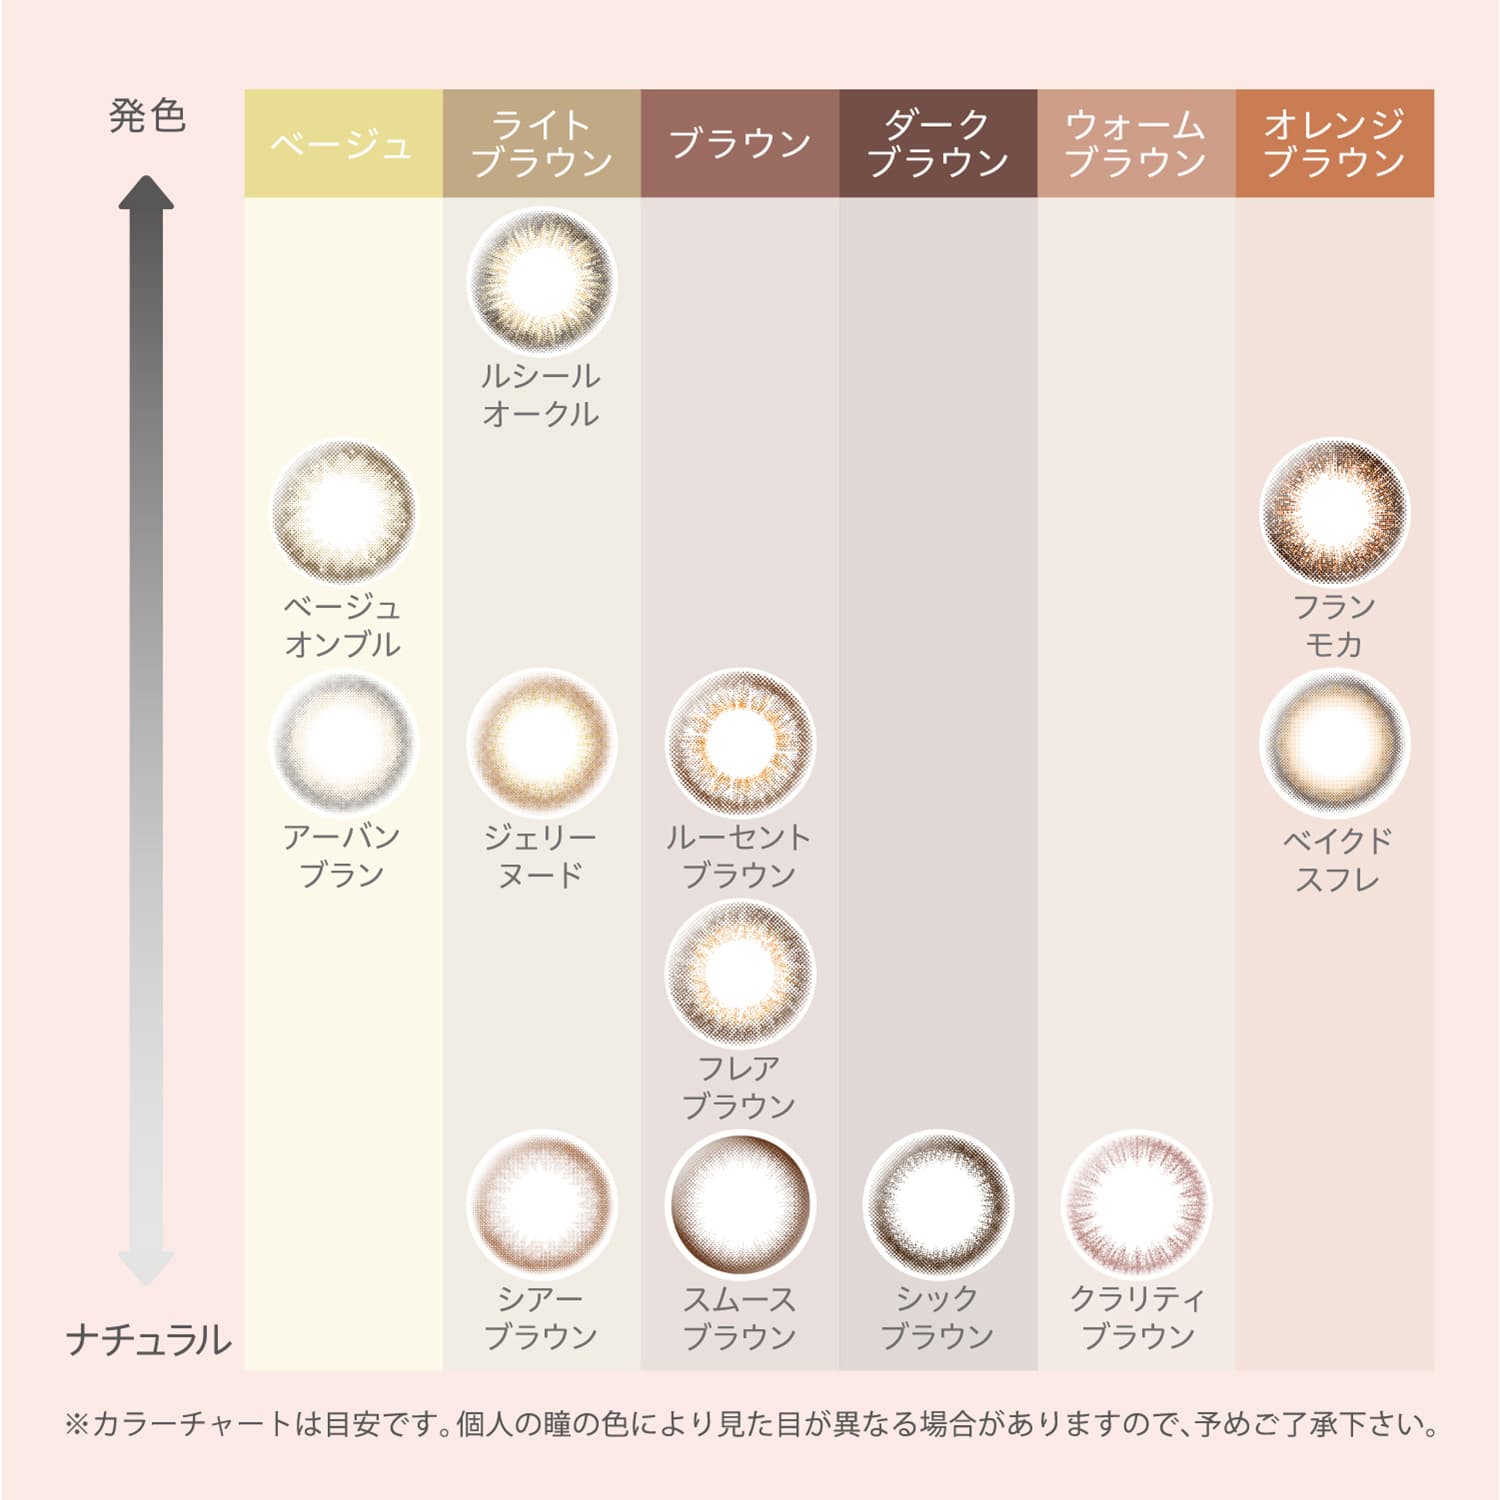 発色
ベージュ
ライト
ブラウン
ブラウン
ダーク
ブラウン
ウォーム
ブラウン
オレンジ
ブラウン
ルシール
オークル
ベージュ
オンブル
フラン
モカ
アーバン
ブラン
ジェリー
ヌード
ルーセント
ブラウン
ベイクド
スフレ
フレア
ブラウン
シアー
ブラウン
スムース
ブラウン
シック
ブラウン
クラリティ
ブラウン
ナチュラル
※カラーチャートは目安です。個人の瞳の色により見た目が異なる場合がありますので、予めご了承下さい。